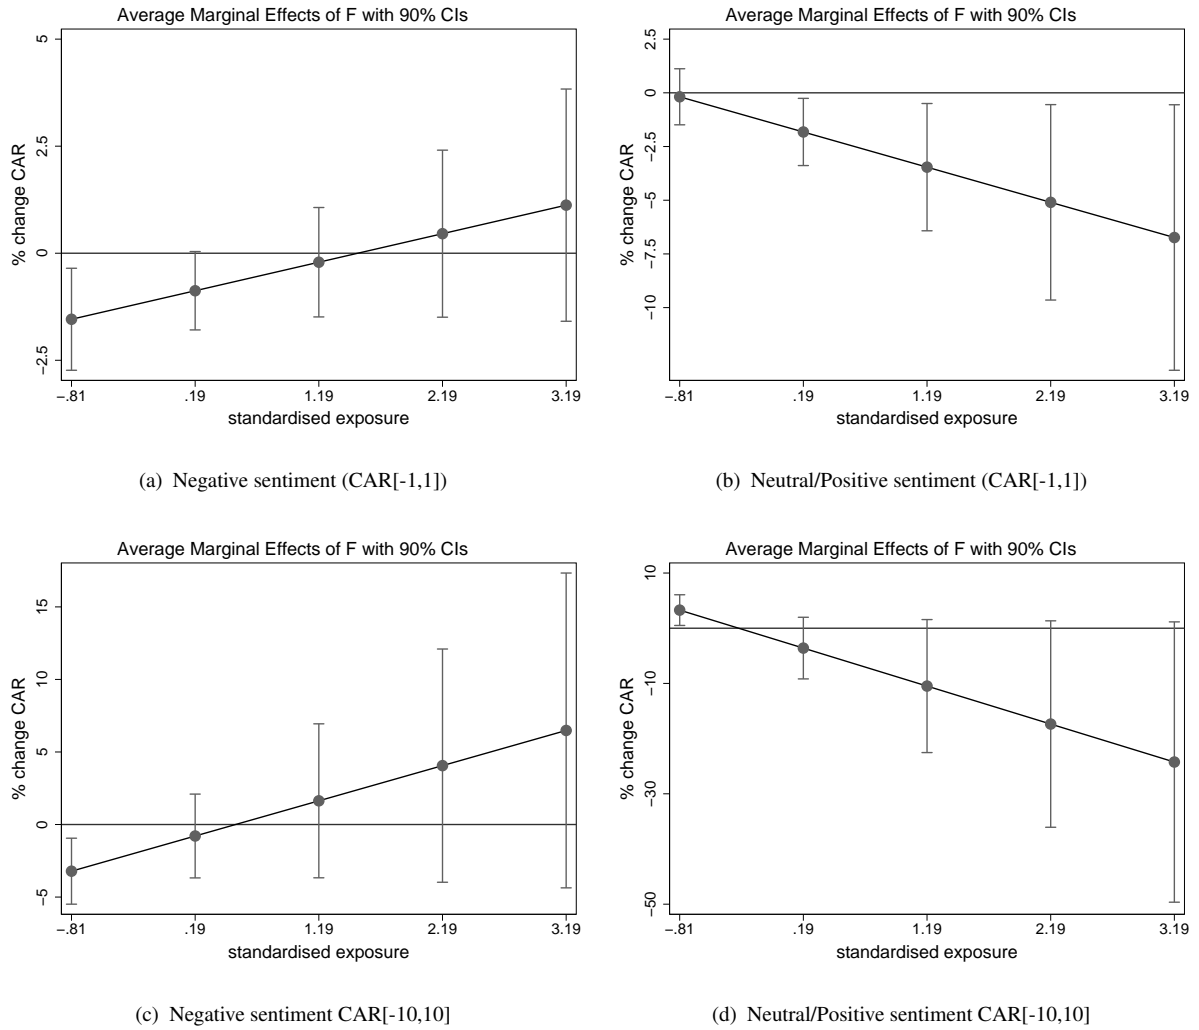 Average Marginal Effects of F with 90% CIs
% change CAR
5
2.5
0
−2.5
−.81 .19 1.19 2.19 3.19
standardised exposure
(a) Negative sentiment (CAR[-1,1])
Average Marginal Effects of F with 90% CIs
% change CAR
2.5
0
−2.5
−5
−7.5
−10
−.81 .19 1.19 2.19 3.19
standardised exposure
(b) Neutral/Positive sentiment (CAR[-1,1])
Average Marginal Effects of F with 90% CIs
% change CAR
15
10
5
0
−5
−.81 .19 1.19 2.19 3.19
standardised exposure
(c) Negative sentiment CAR[-10,10]
Average Marginal Effects of F with 90% CIs
% change CAR
10
−10
−30
−50
−.81 .19 1.19 2.19 3.19
standardised exposure
(d) Neutral/Positive sentiment CAR[-10,10]